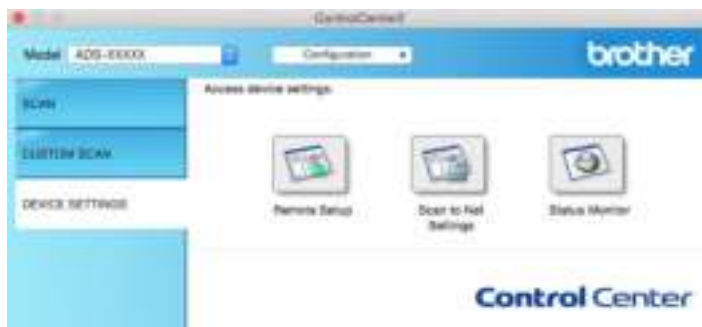 ControlCenter2
Model ADS-XXXXX Configuration brother
Access device settings.
SCAN
CUSTOM SCAN
DEVICE SETTINGS
Remote Setup Scan to Net Status Monitor
Settings
Control Center